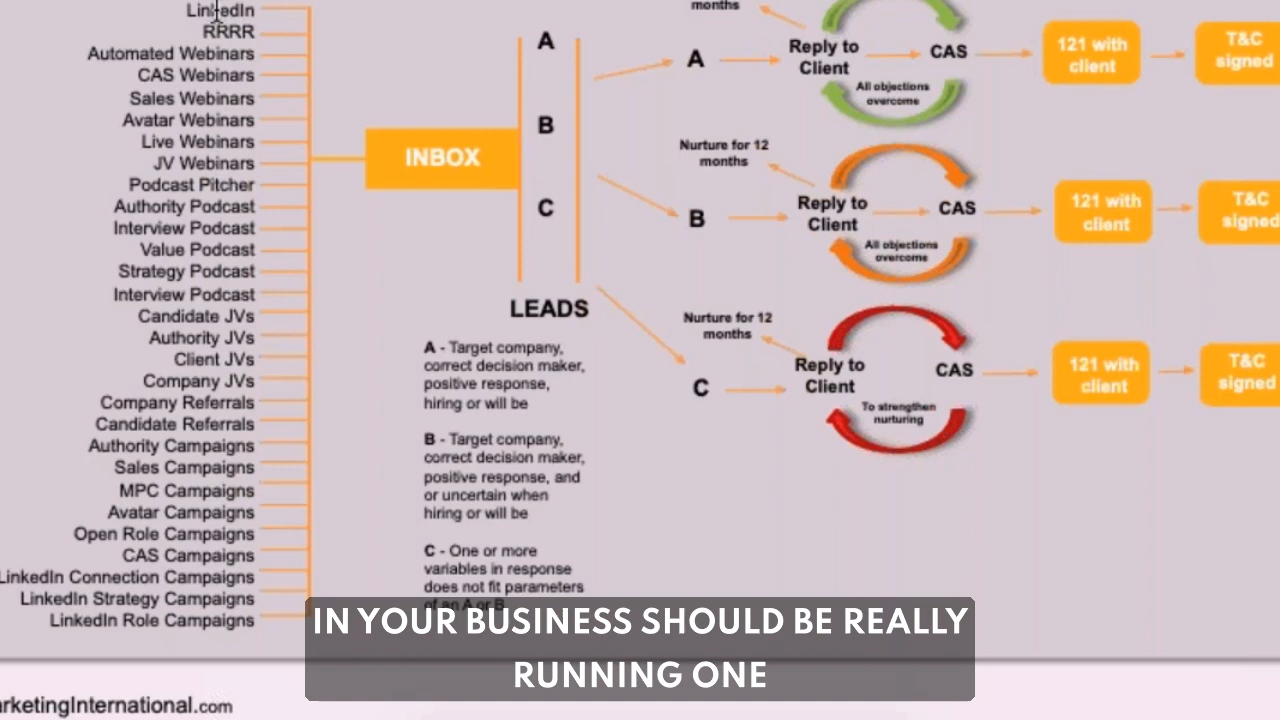 LinkedIn
RRRR
Automated Webinars
CAS Webinars
Sales Webinars
Avatar Webinars
Live Webinars
JV Webinars
Podcast Pitcher
Authority Podcast
Interview Podcast
Value Podcast
Strategy Podcast
Interview Podcast
Candidate JVs
Authority JVs
Client JVs
Company JVs
Company Referrals
Candidate Referrals
Authority Campaigns
Sales Campaigns
MPC Campaigns
Avatar Campaigns
Open Role Campaigns
CAS Campaigns
LinkedIn Connection Campaigns
LinkedIn Strategy Campaigns
LinkedIn Role Campaigns
INBOX
A
B
C
LEADS
A - Target company,
correct decision maker,
positive response,
hiring or will be
B - Target company,
correct decision maker,
positive response, and
or uncertain when
hiring or will be
C - One or more
variables in response
does not fit parameters
of an A or B
months
A
Reply to
Client
CAS
All objections
overcome
121 with
client
T&C
signed
Nurture for 12
months
B
Reply to
Client
CAS
All objections
overcome
121 with
client
T&C
signed
Nurture for 12
months
C
Reply to
Client
CAS
To strengthen
nurturing
121 with
client
T&C
signed
IN YOUR BUSINESS SHOULD BE REALLY
RUNNING ONE
arketingInternational.com